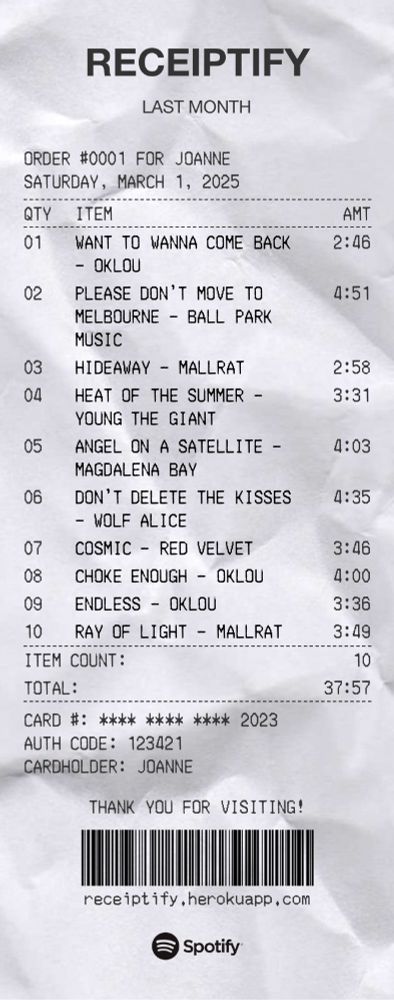 RECEIPTIFY
LAST MONTH
ORDER #0001 FOR JOANNE
SATURDAY, MARCH 1, 2025
QTY ITEM AMT
01 WANT TO WANNA COME BACK 2:46
- OKLOU
02 PLEASE DON'T MOVE TO 4:51
MELBOURNE - BALL PARK
MUSIC
03 HIDEAWAY - MALLRAT 2:58
04 HEAT OF THE SUMMER - 3:31
YOUNG THE GIANT
05 ANGEL ON A SATELLITE - 4:03
MAGDALENA BAY
06 DON'T DELETE THE KISSES 4:35
- WOLF ALICE
07 COSMIC - RED VELVET 3:46
08 CHOKE ENOUGH - OKLOU 4:00
09 ENDLESS - OKLOU 3:36
10 RAY OF LIGHT - MALLRAT 3:49
ITEM COUNT: 10
TOTAL: 37:57
CARD #: **** **** **** 2023
AUTH CODE: 123421
CARDHOLDER: JOANNE
THANK YOU FOR VISITING!
receiptify.herokuapp.com
Spotify